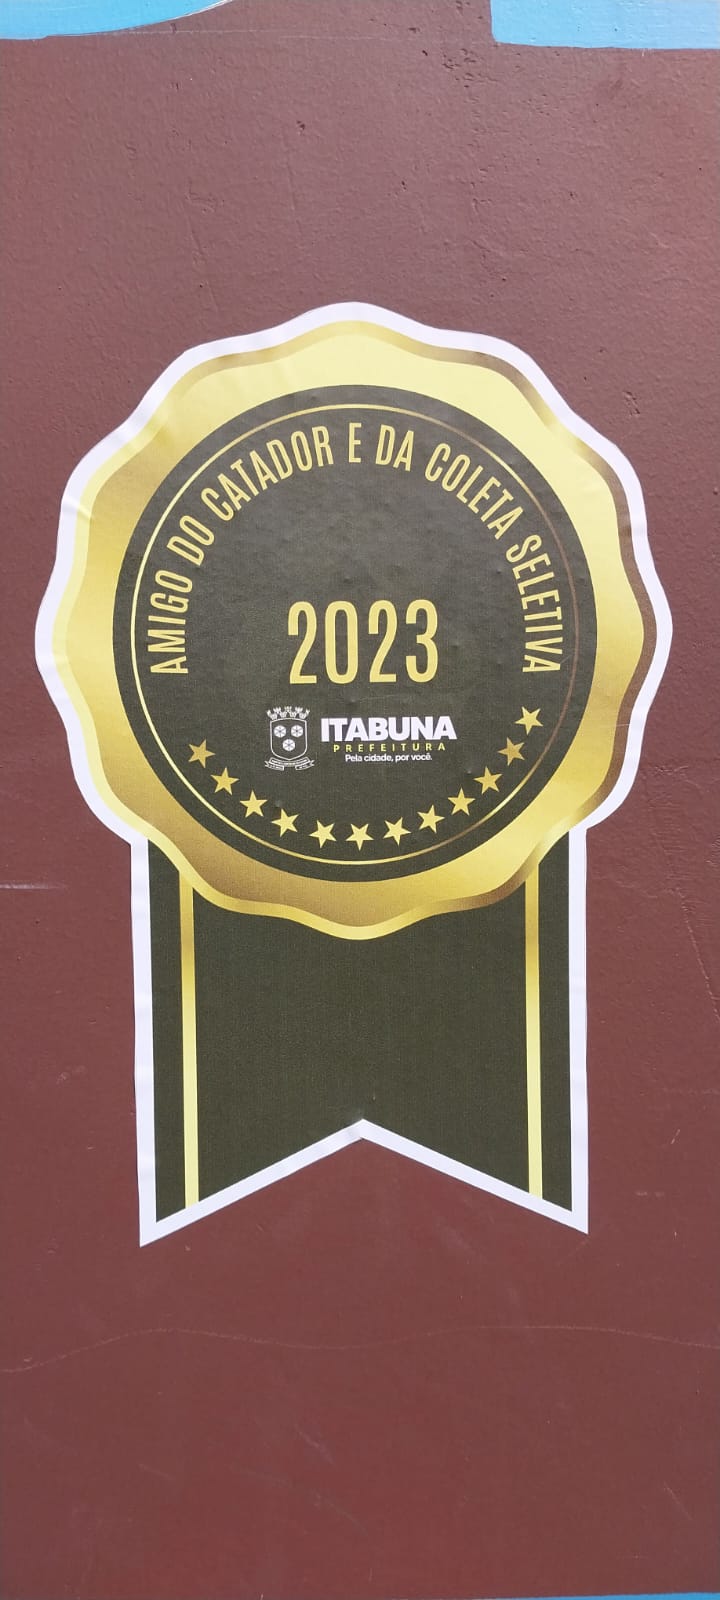 AMIGO DO CATADOR E DA COLETA SELETIVA
2023
ITABUNA
PREFEITURA
Pela cidade, por você.